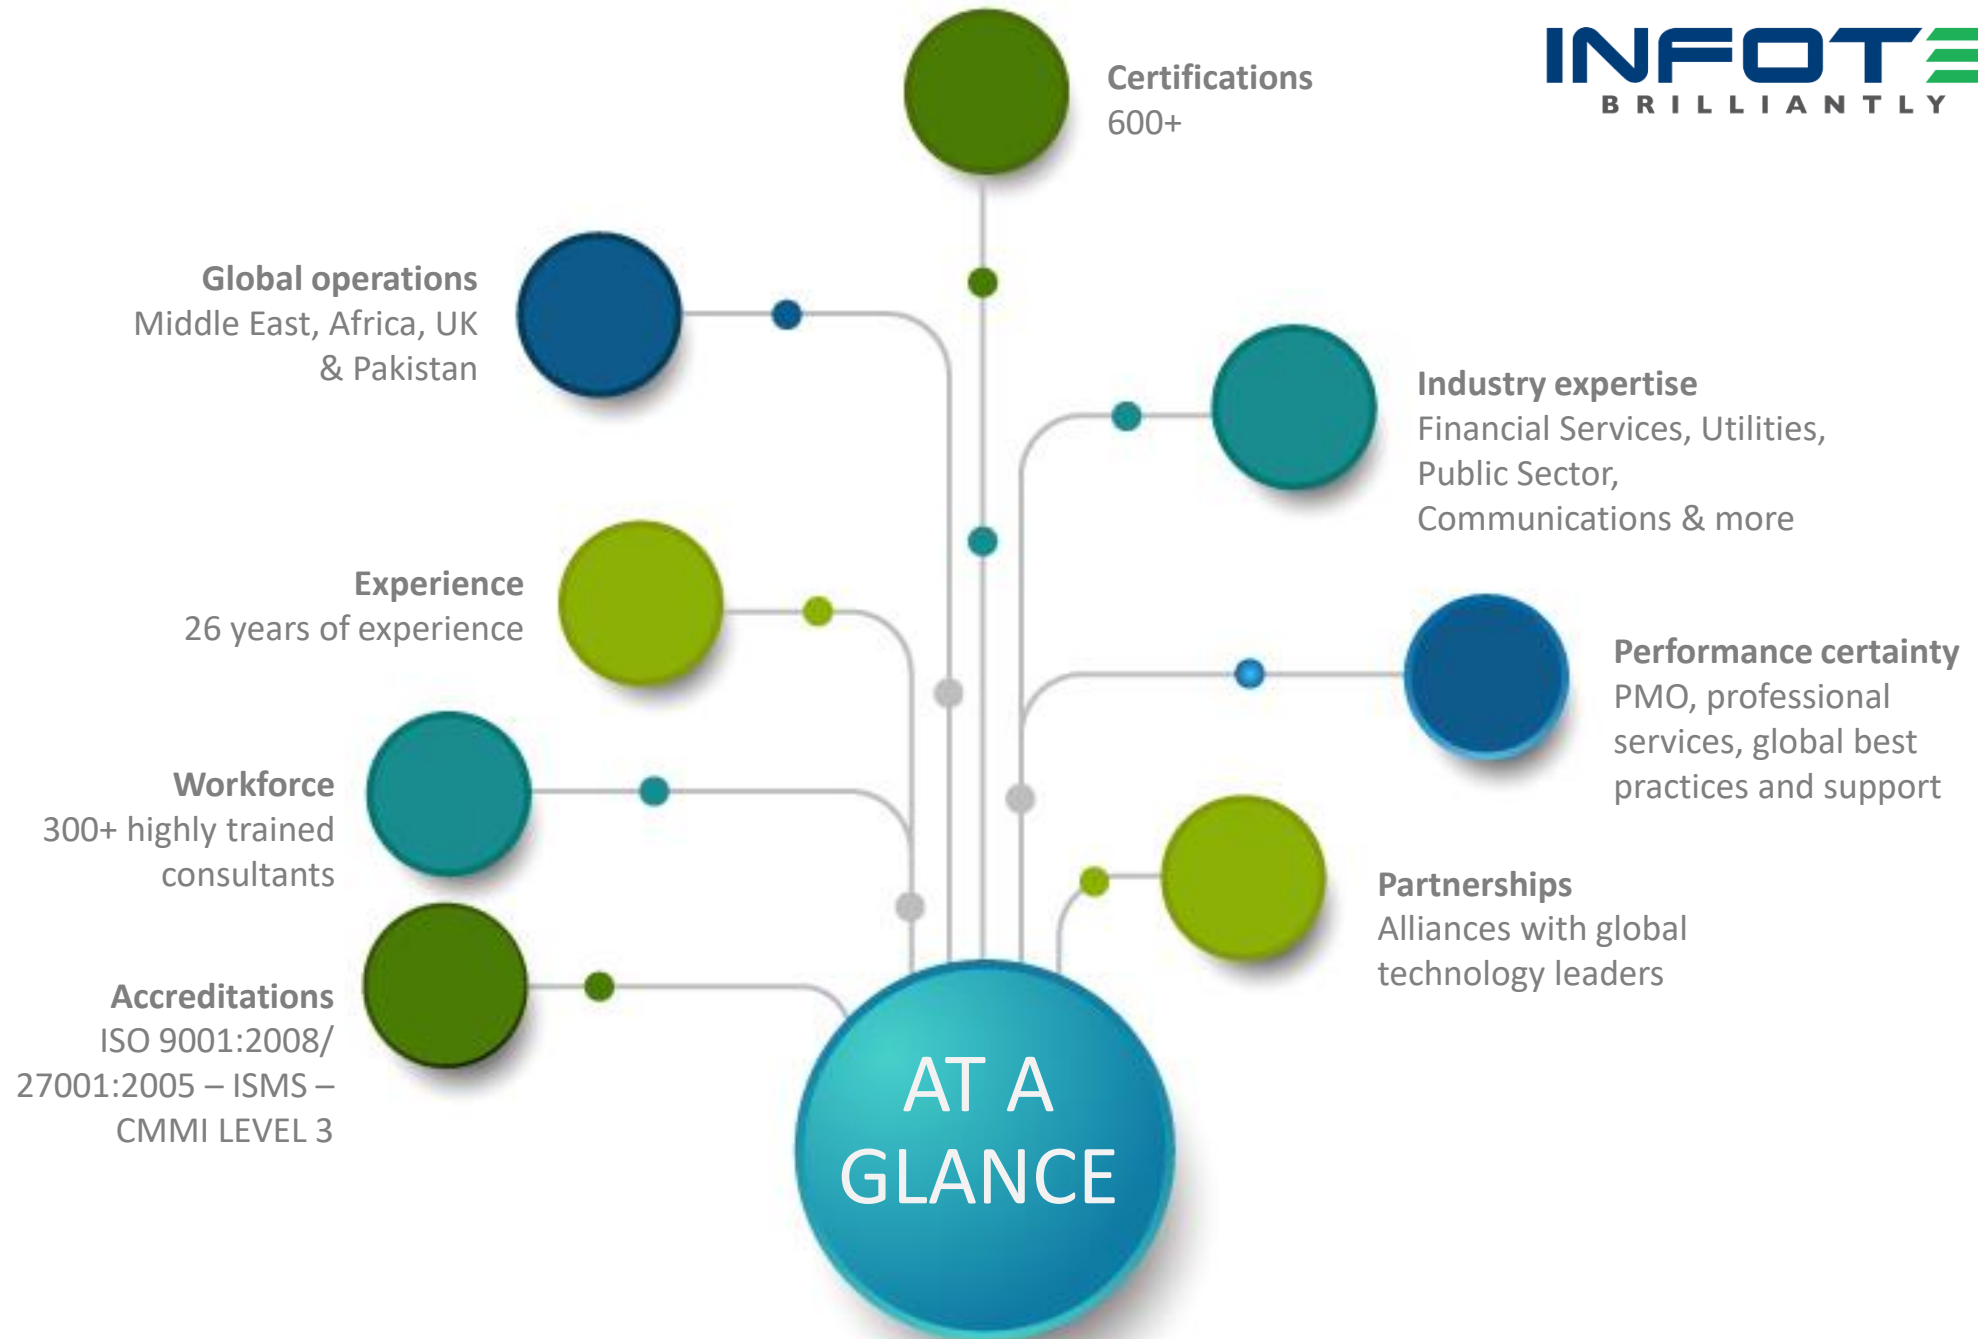 INFOTE
BRILLIANTLY
Certifications
600+
Global operations
Middle East, Africa, UK
& Pakistan
Industry expertise
Financial Services, Utilities,
Public Sector,
Communications & more
Experience
26 years of experience
Performance certainty
PMO, professional
services, global best
practices and support
Workforce
300+ highly trained
consultants
Partnerships
Alliances with global
technology leaders
Accreditations
ISO 9001:2008/
27001:2005 – ISMS –
CMMI LEVEL 3
AT A
GLANCE